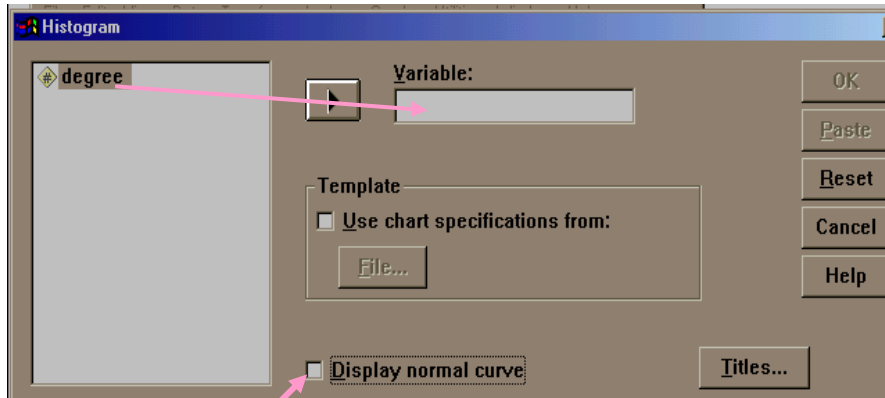 Histogram
degree
Variable:
OK
Paste
Reset
Template
Use chart specifications from:
Cancel
File...
Help
Display normal curve
Titles...